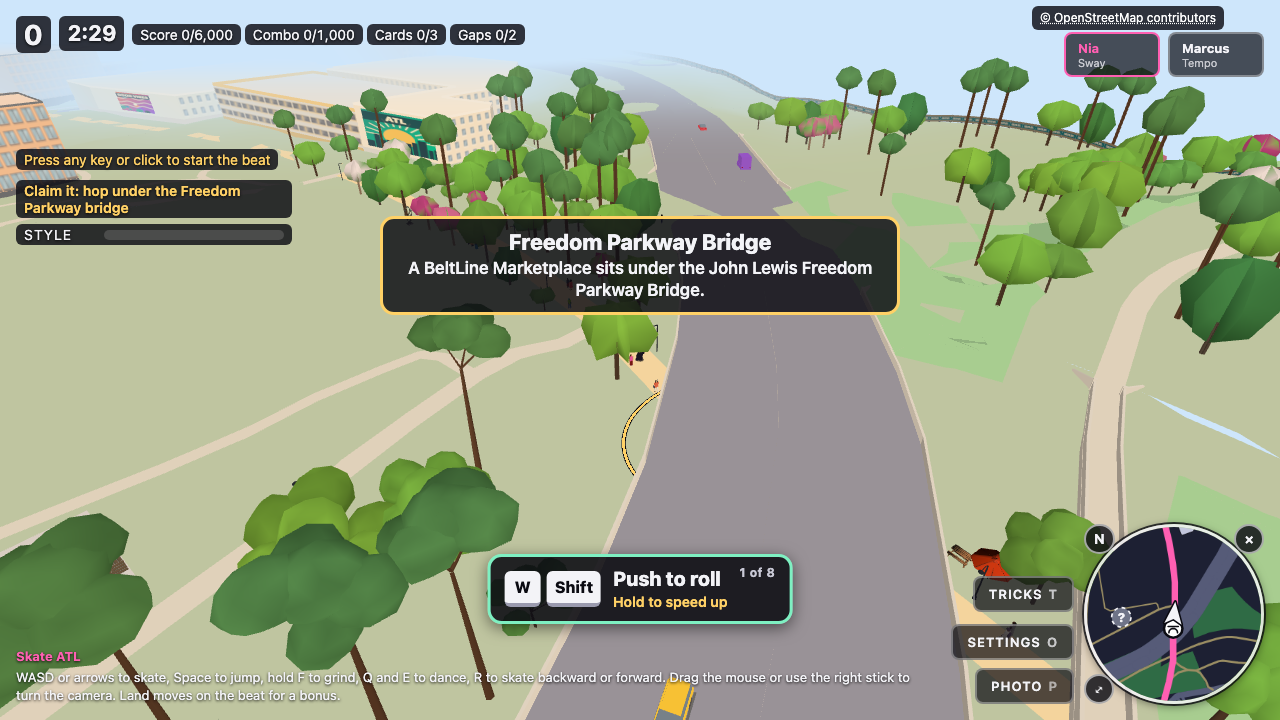 0
2:29
Score 0/6,000
Combo 0/1,000
Cards 0/3
Gaps 0/2
© OpenStreetMap contributors
Nia
Sway
Marcus
Tempo
ATL
Press any key or click to start the beat
Claim it: hop under the Freedom
Parkway bridge
STYLE
Freedom Parkway Bridge
A BeltLine Marketplace sits under the John Lewis Freedom
Parkway Bridge.
W
Shift
Push to roll
1 of 8
Hold to speed up
N
×
?
TRICKS T
SETTINGS O
PHOTO P
Skate ATL
WASD or arrows to skate, Space to jump, hold F to grind, Q and E to dance, R to skate backward or forward. Drag the mouse or use the right stick to
turn the camera. Land moves on the beat for a bonus.